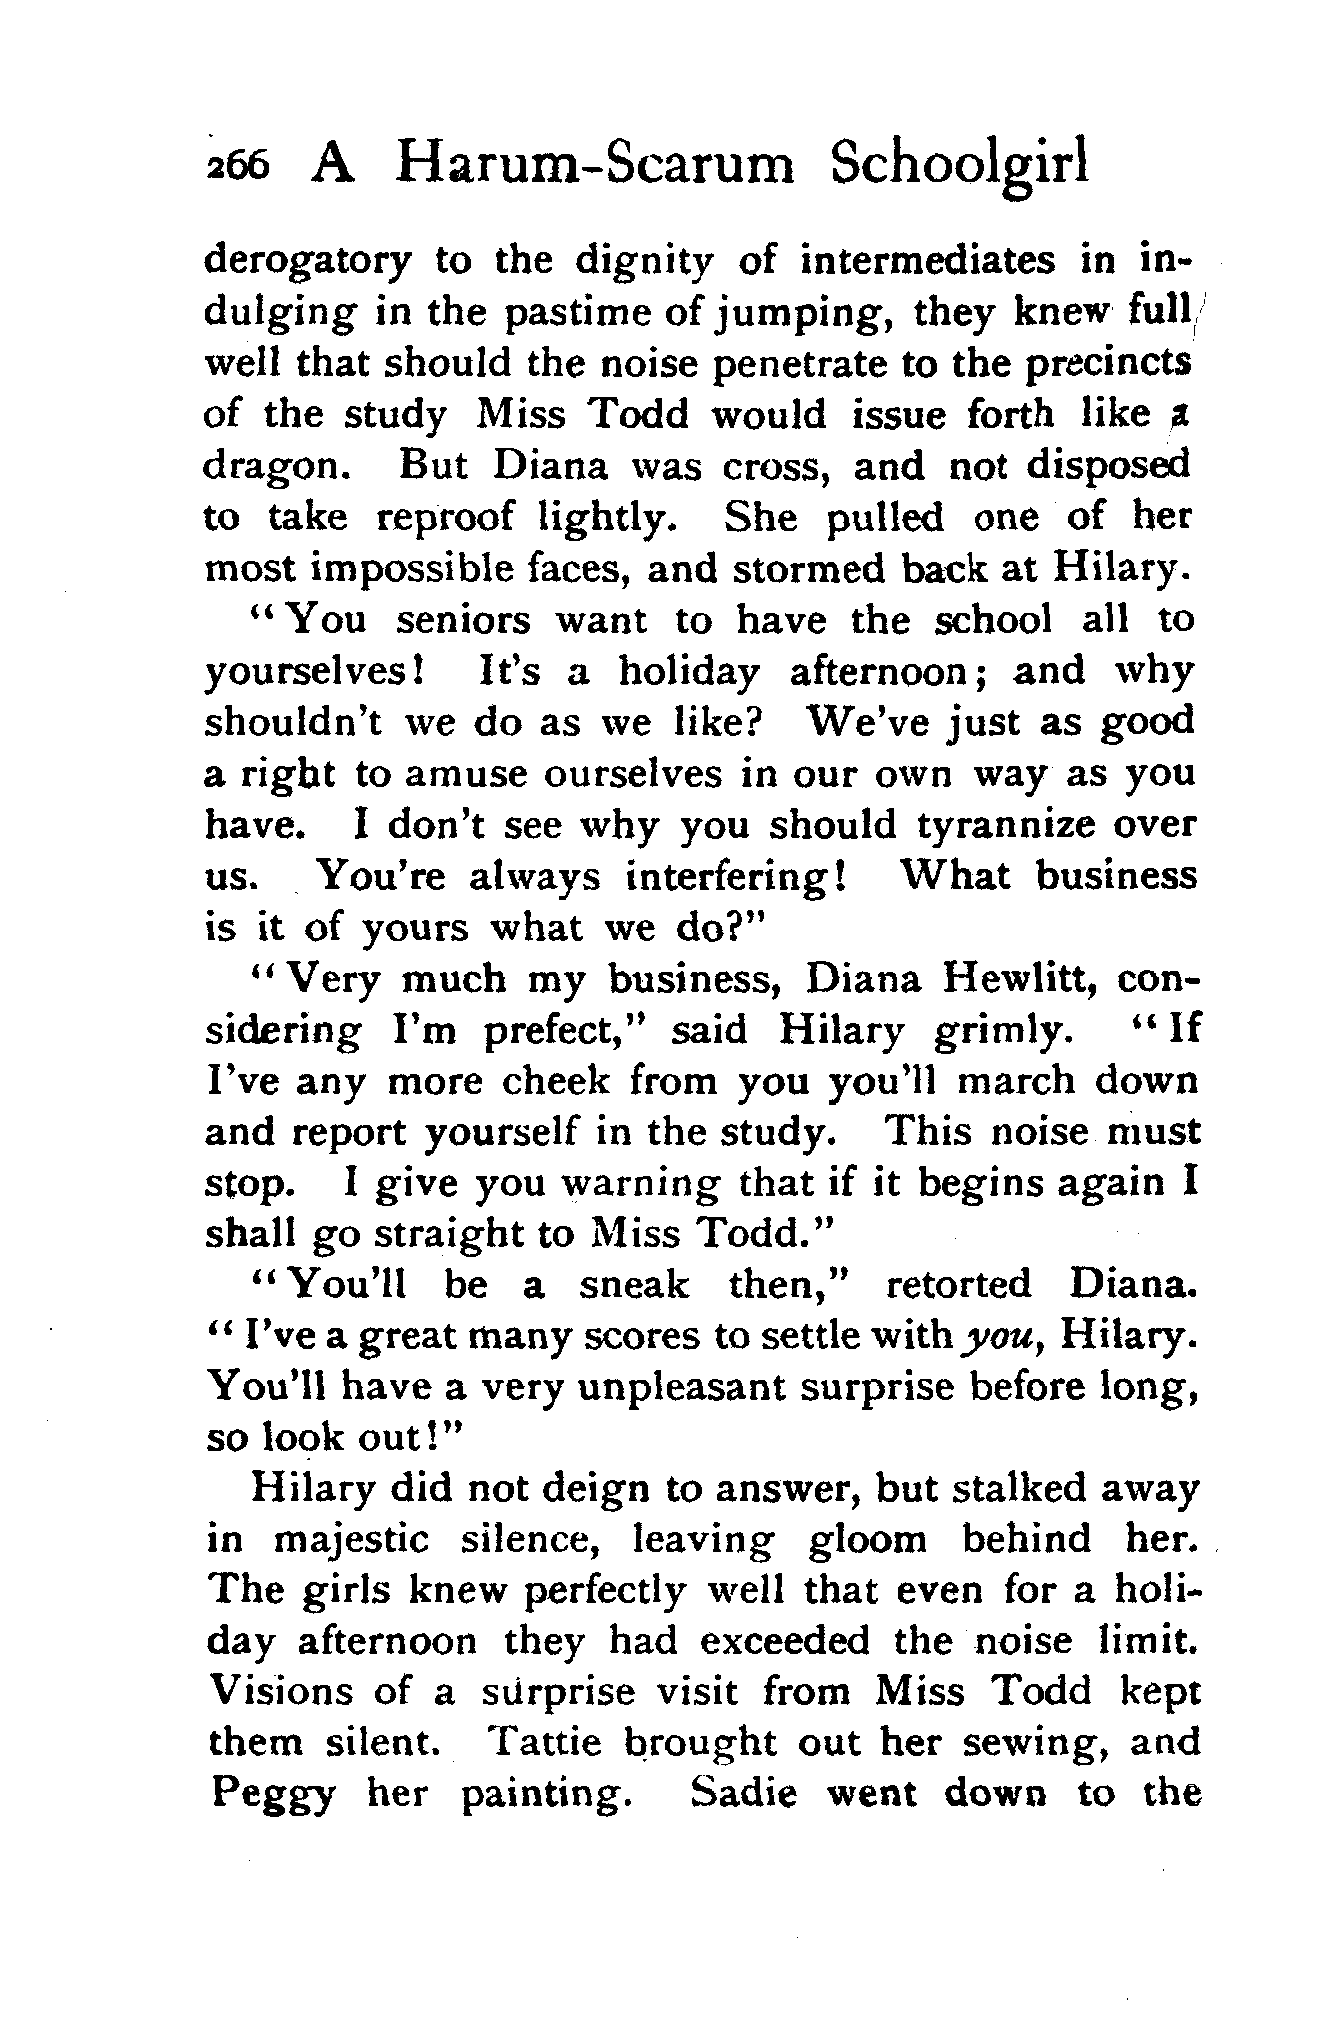 266 A Harum-Scarum Schoolgirl
derogatory to the dignity of intermediates in in-
dulging in the pastime of jumping, they knew full
well that should the noise penetrate to the precincts
of the study Miss Todd would issue forth like a
dragon. But Diana was cross, and not disposed
to take reproof lightly. She pulled one of her
most impossible faces, and stormed back at Hilary.
"You seniors want to have the school all to
yourselves! It's a holiday afternoon; and why
shouldn't we do as we like? We've just as good
a right to amuse ourselves in our own way as you
have. I don't see why you should tyrannize over
us. You're always interfering! What business
is it of yours what we do?"
"Very much my business, Diana Hewlitt, con-
sidering I'm prefect," said Hilary grimly. "If
I've any more cheek from you you'll march down
and report yourself in the study. This noise must
stop. I give you warning that if it begins again I
shall go straight to Miss Todd."
"You'll be a sneak then," retorted Diana.
"I've a great many scores to settle with you, Hilary.
You'll have a very unpleasant surprise before long,
so look out!"
Hilary did not deign to answer, but stalked away
in majestic silence, leaving gloom behind her.
The girls knew perfectly well that even for a holi-
day afternoon they had exceeded the noise limit.
Visions of a surprise visit from Miss Todd kept
them silent. Tattie brought out her sewing, and
Peggy her painting. Sadie went down to the